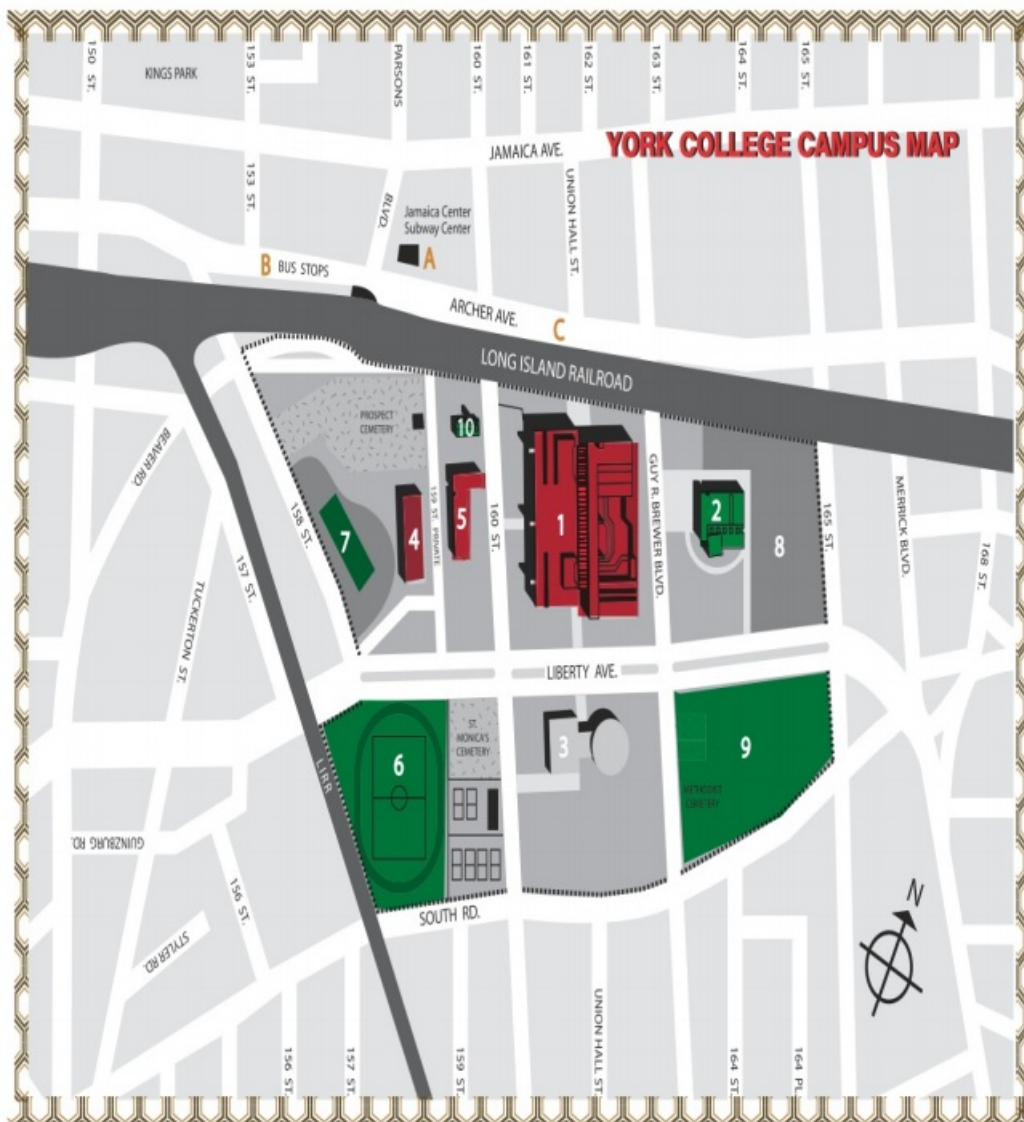 150 ST.
KINGS PARK
153 ST.
PARSONS
160 ST.
161 ST.
162 ST.
163 ST.
164 ST.
165 ST.
YORK COLLEGE CAMPUS MAP
JAMAICA AVE.
153 ST.
BLVD.
UNION HALL ST.
Jamaica Center
Subway Center
A
B
BUS STOPS
ARCHER AVE.
C
LONG ISLAND RAILROAD
PROSPECT
CEMETERY
10
BEAVER RD.
158 ST.
7
4
159 ST. PRIVATE
5
160 ST.
1
GUY R. BREWER BLVD.
2
8
165 ST.
MERRICK BLVD.
168 ST.
157 ST.
TUCKERTON ST.
LIBERTY AVE.
LIRR
6
ST.
MONICA'S
CEMETERY
3
9
METHODIST
CEMETERY
GUINZBURG RD.
156 ST.
STYLER RD.
SOUTH RD.
N
156 ST.
157 ST.
159 ST.
UNION HALL ST.
164 ST.
164 PL.